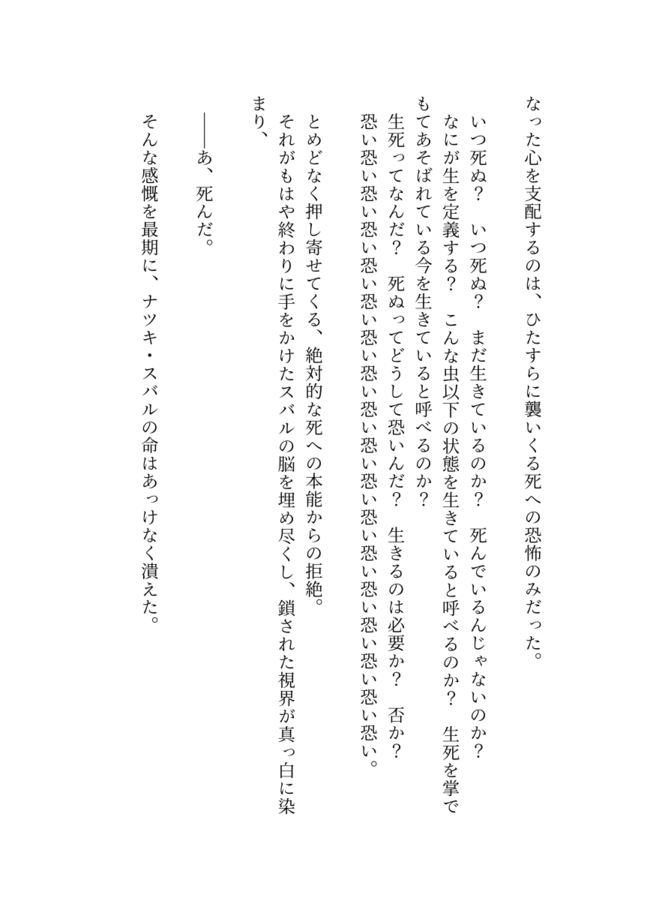 なった心を支配するのは、ひたすらに襲いくる死への恐怖のみだった。
いつ死ぬ？　いつ死ぬ？　まだ生きているのか？　死んでいるんじゃないのか？
なにが生を定義する？　こんな虫以下の状態を生きていると呼べるのか？　生死を掌で
もてあそばれている今を生きていると呼べるのか？
生死ってなんだ？　死ぬってどうして恐いんだ？　生きるのは必要か？　否か？
恐い恐い恐い恐い恐い恐い恐い恐い恐い恐い恐い恐い恐い恐い恐い恐い恐い恐い。
とめどなく押し寄せてくる、絶対的な死への本能からの拒絶。
それがもはや終わりに手をかけたスバルの脳を埋め尽くし、鎖された視界が真っ白に染
まり、
――あ、死んだ。
そんな感慨を最期に、ナツキ・スバルの命はあっけなく潰えた。